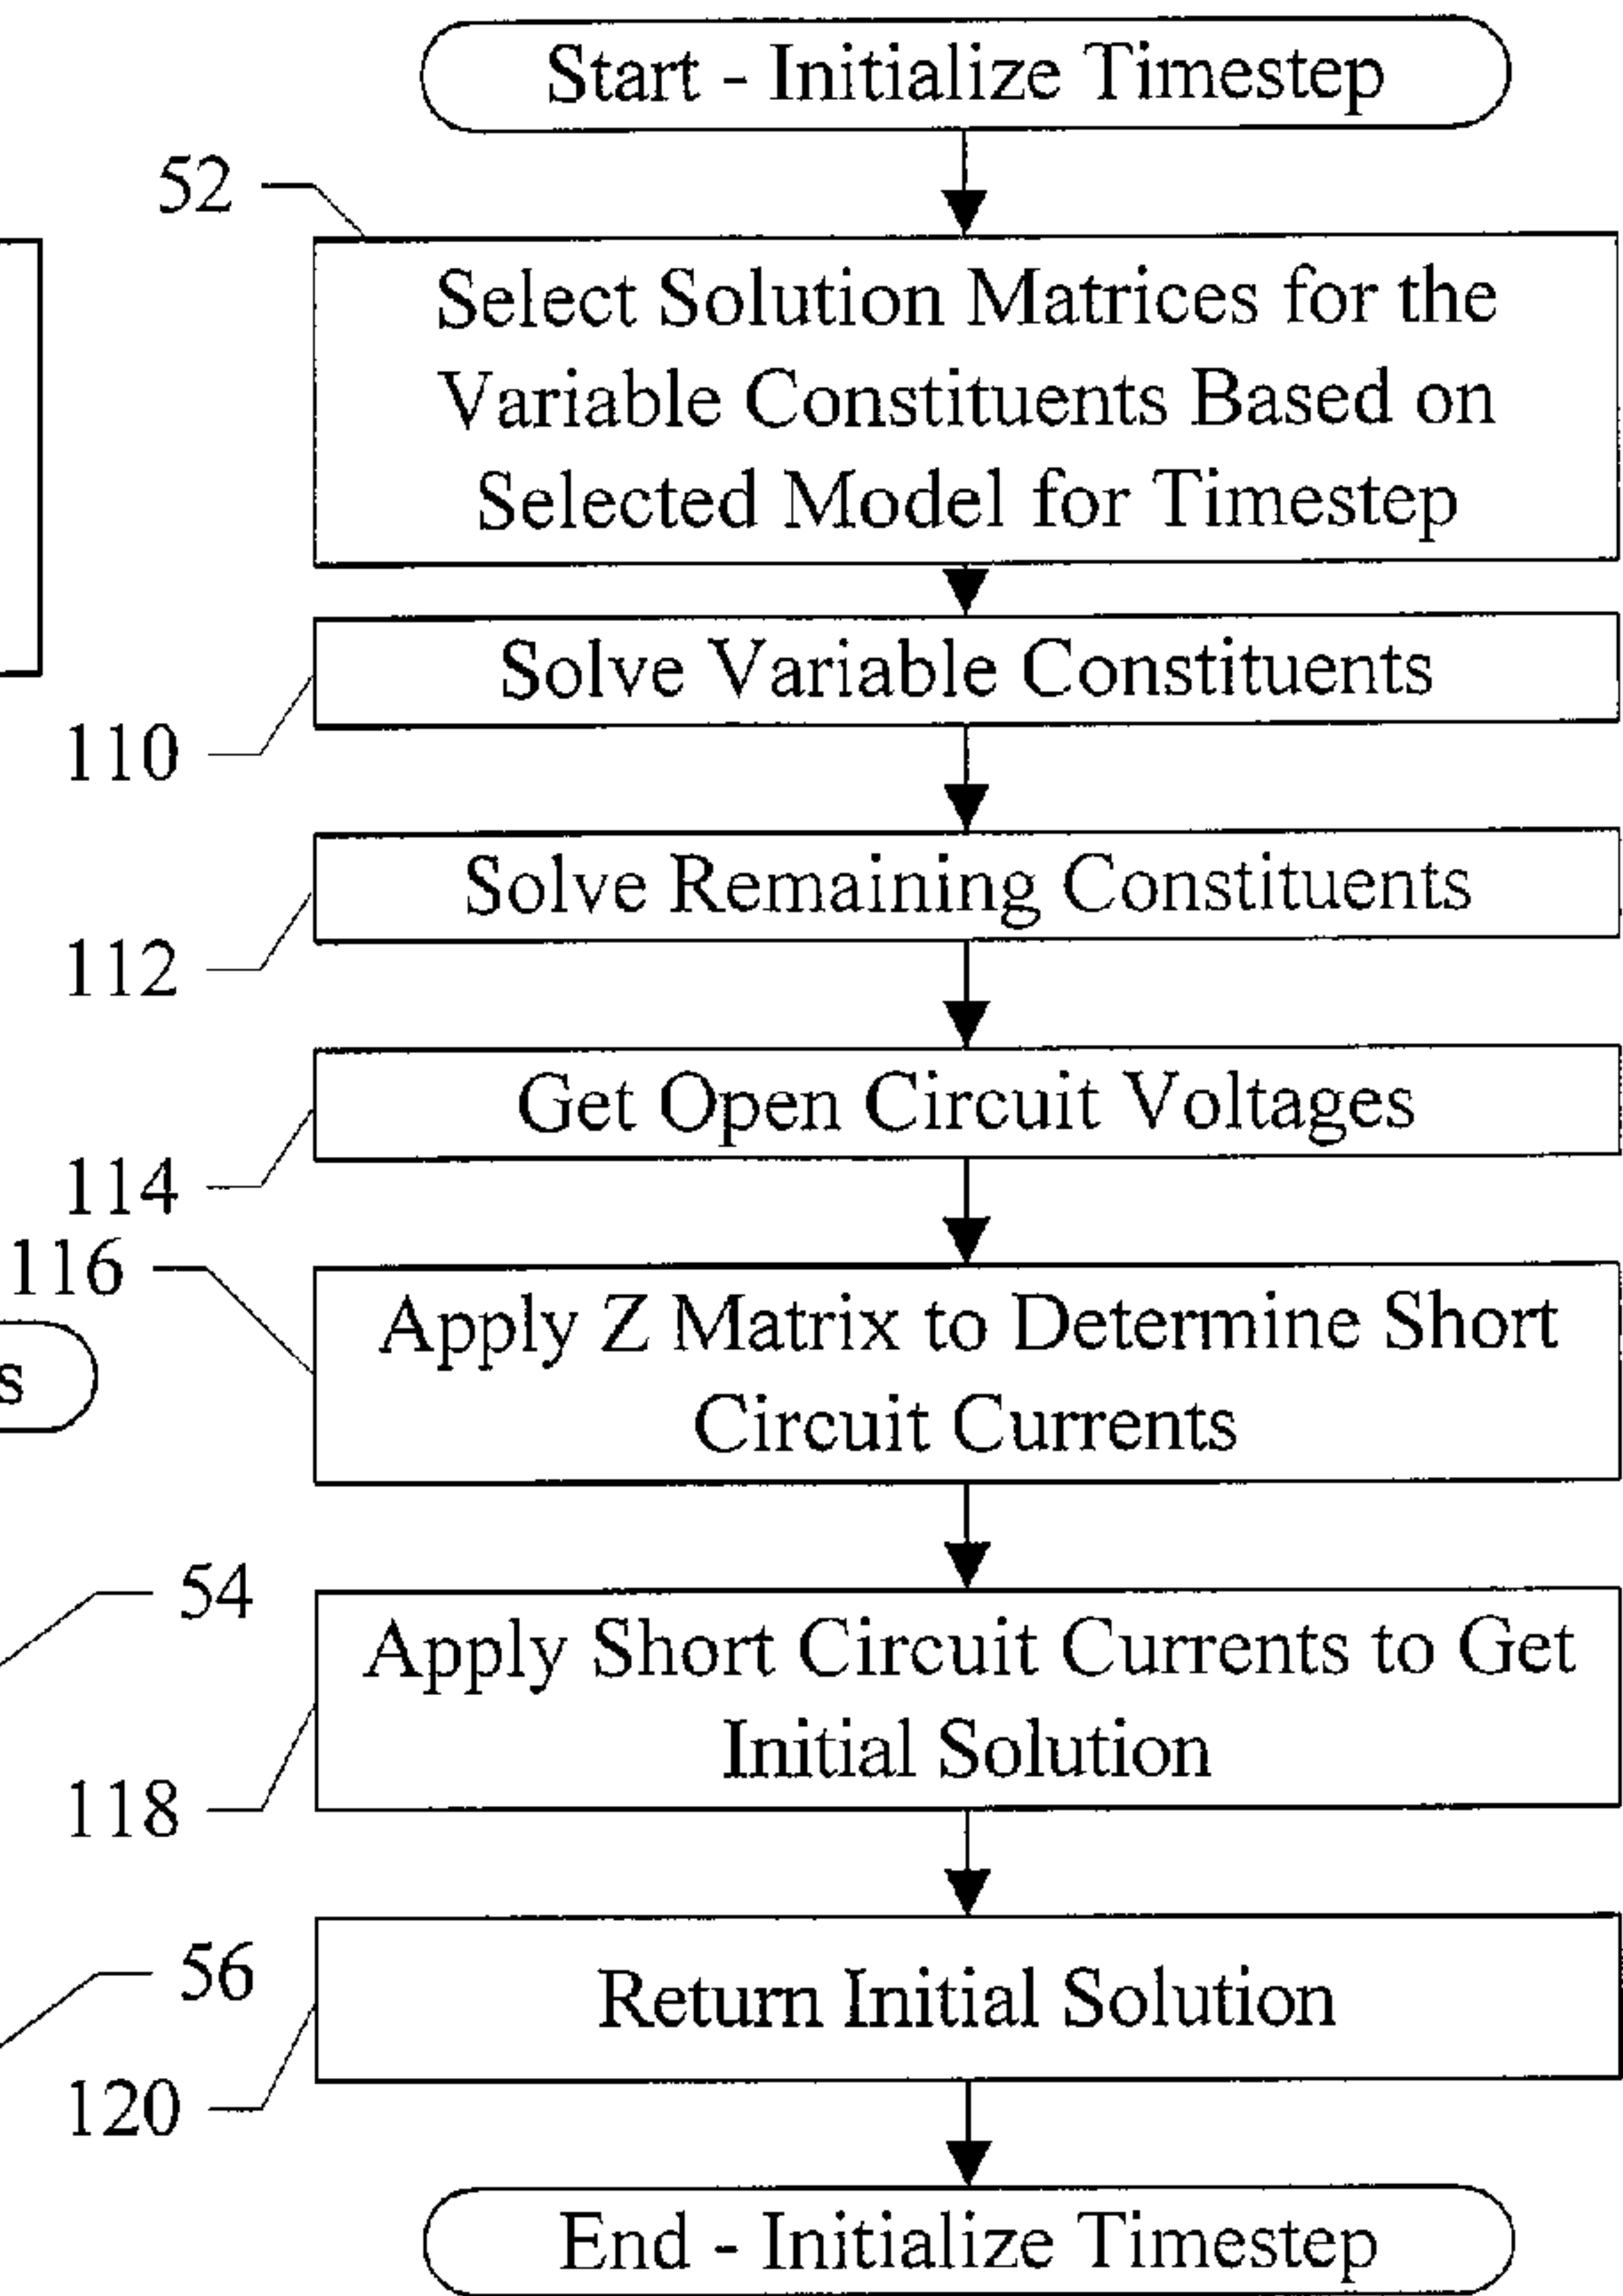 Start - Initialize Timestep
52
Select Solution Matrices for the
Variable Constituents Based on
Selected Model for Timestep
Solve Variable Constituents
110
Solve Remaining Constituents
112
Get Open Circuit Voltages
114
116
Apply Z Matrix to Determine Short
Circuit Currents
s
54
Apply Short Circuit Currents to Get
Initial Solution
118
56
Return Initial Solution
120
End - Initialize Timestep